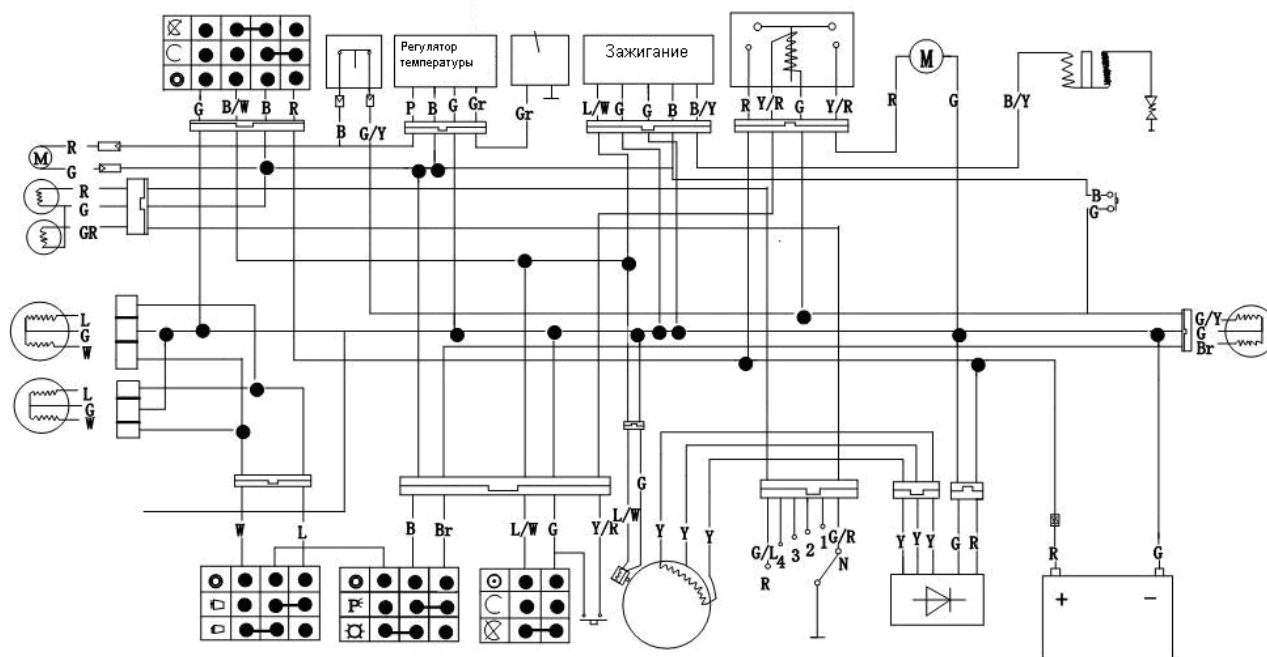 Регулятор
температуры
Зажигание
M
G B/W B R
P B G Gr
Gr
L/W G G B B/Y
R Y/R G Y/R
R G
B/Y
B G/Y
R
M
G
R
G
GR
B
G
L
G
W
L
G
W
G/Y
G
Br
W L
B Br L/W G Y/R
L/W G
Y Y Y
G/L 4 3 2 1 G/R
R
N
Y Y Y G R
R G
+ −
P